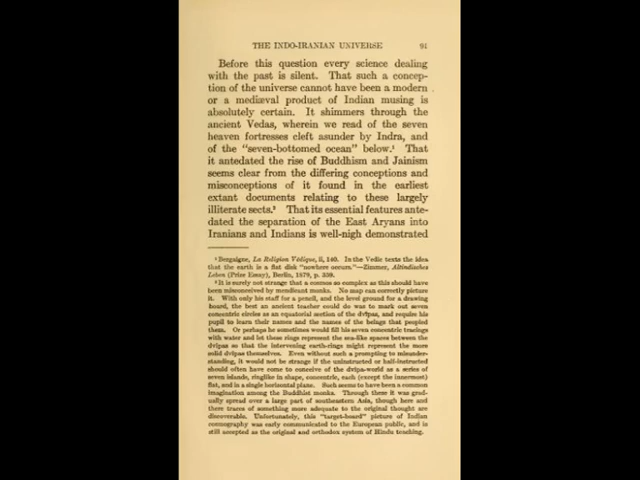 THE INDO-IRANIAN UNIVERSE 91
Before this question every science dealing
with the past is silent. That such a concep-
tion of the universe cannot have been a modern
or a mediæval product of Indian musing is
absolutely certain. It shimmers through the
ancient Vedas, wherein we read of the seven
heaven fortresses cleft asunder by Indra, and
of the "seven-bottomed ocean" below.¹ That
it antedated the rise of Buddhism and Jainism
seems clear from the differing conceptions and
misconceptions of it found in the earliest
extant documents relating to these largely
illiterate sects.² That its essential features ante-
dated the separation of the East Aryans into
Iranians and Indians is well-nigh demonstrated
¹ Bergaigne, La Religion Védique, ii, 140. In the Vedic texts the idea
that the earth is a flat disk "nowhere occurs."—Zimmer, Altindisches
Leben (Prize Essay), Berlin, 1879, p. 359.
² It is surely not strange that a cosmos so complex as this should have
been misconceived by mendicant monks. No map can correctly picture
it. With only his staff for a pencil, and the level ground for a drawing
board, the best an ancient teacher could do was to mark out seven
concentric circles as an equatorial section of the dvîpas, and require his
pupil to learn their names and the names of the beings that peopled
them. Or perhaps he sometimes would fill his seven concentric tracings
with water and let these rings represent the sea-like spaces between the
dvîpas so that the intervening earth-rings might represent the more
solid dvîpas themselves. Even without such a prompting to misunder-
standing, it would not be strange if the uninstructed or half-instructed
should often have come to conceive of the dvîpa-world as a series of
seven islands, ringlike in shape, concentric, each (except the innermost)
flat, and in a single horizontal plane. Such seems to have been a common
imagination among the Buddhist monks. Through them it was grad-
ually spread over a large part of southeastern Asia, though here and
there traces of something more adequate to the original thought are
discoverable. Unfortunately, this "target-board" picture of Indian
cosmography was early communicated to the European public, and is
still accepted as the original and orthodox system of Hindu teaching.